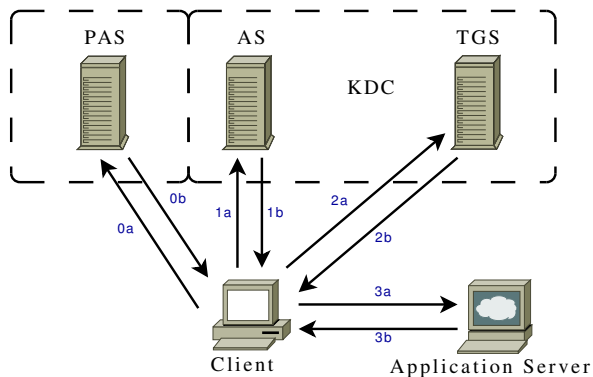 PAS
AS
TGS
KDC
0b
0a
1a
1b
2a
2b
3a
3b
Client
Application Server